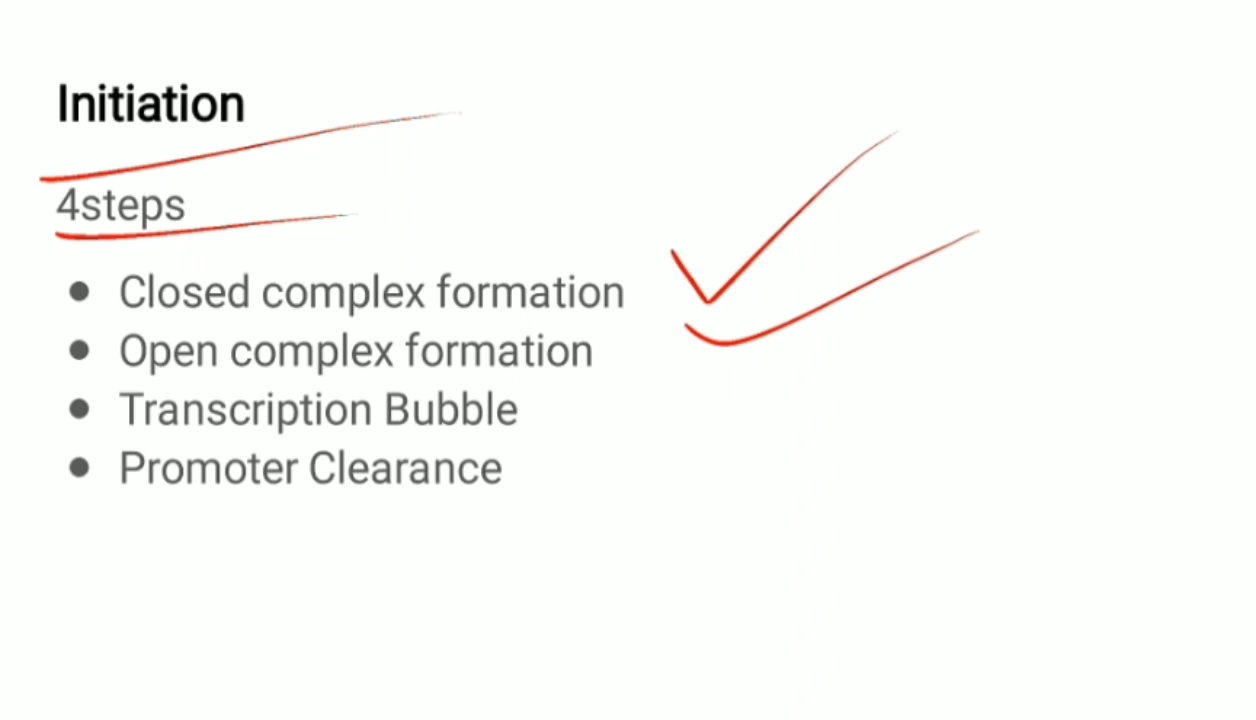 Initiation
4steps
● Closed complex formation
● Open complex formation
● Transcription Bubble
● Promoter Clearance